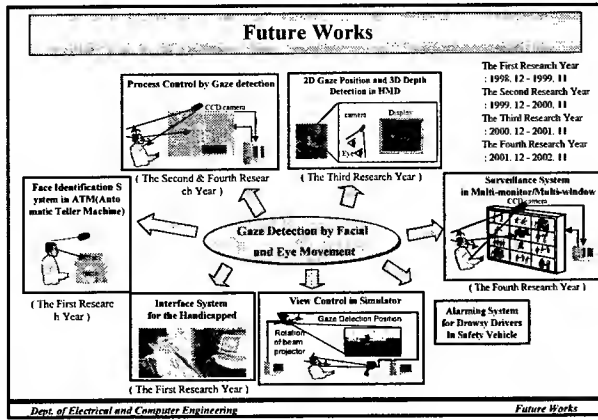 Future Works
The First Research Year
: 1998. 12 - 1999. 11
The Second Research Year
: 1999. 12 - 2000. 11
The Third Research Year
: 2000. 12 - 2001. 11
The Fourth Research Year
: 2001. 12 - 2002. 11
Process Control by Gaze detection
CCD camera
( The Second & Fourth Resear
ch Year )
2D Gaze Position and 3D Depth
Detection in HMD
camera
Display
Eye
( The Third Research Year )
Face Identification S
ystem in ATM(Auto
matic Teller Machine)
( The First Researc
h Year )
Gaze Detection by Facial
and Eye Movement
Surveillance System
in Multi-monitor/Multi-window
CCD camera
( The Fourth Research Year )
Interface System
for the Handicapped
( The First Research Year )
View Control in Simulator
Gaze Detection Position
Rotation
of beam
projector
Alarming System
for Drowsy Drivers
In Safety Vehicle
Dept. of Electrical and Computer Engineering
Future Works